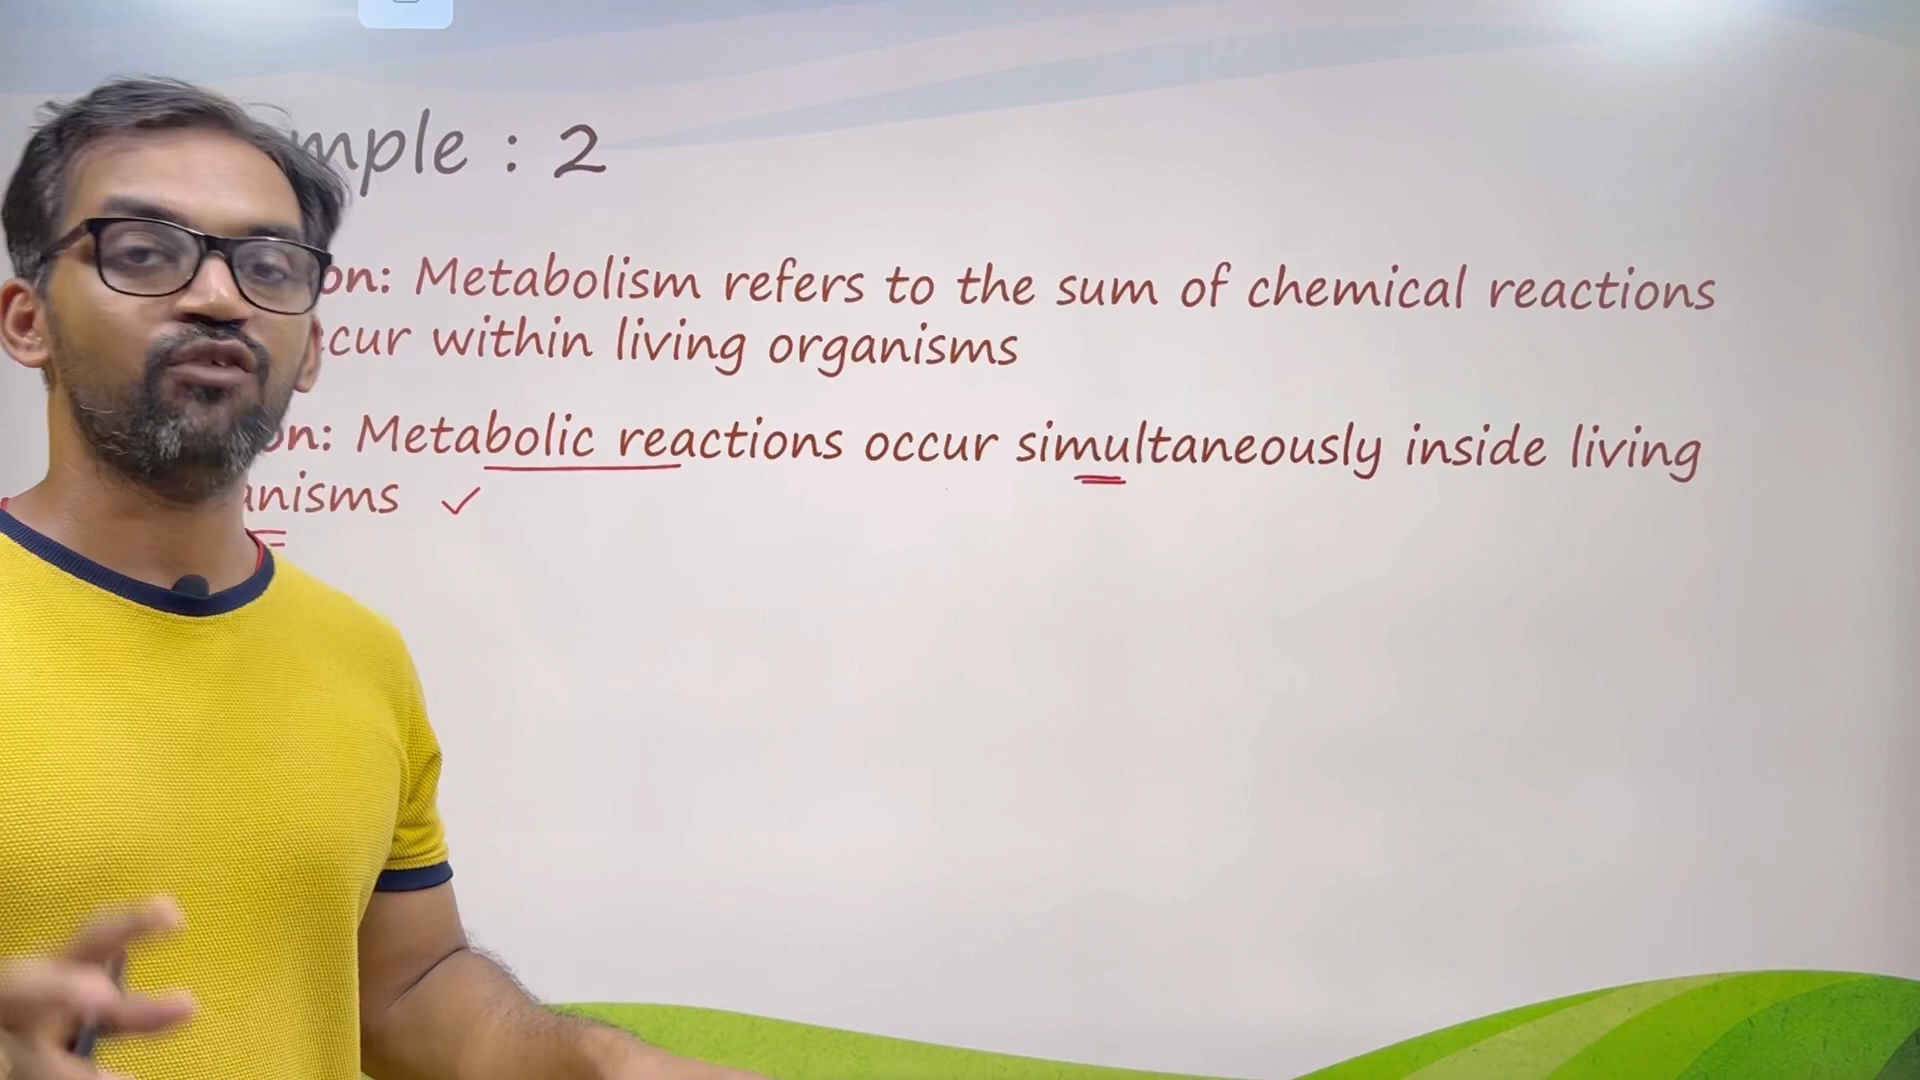 mple : 2
on: Metabolism refers to the sum of chemical reactions
ccur within living organisms
on: Metabolic reactions occur simultaneously inside living
anisms ✓